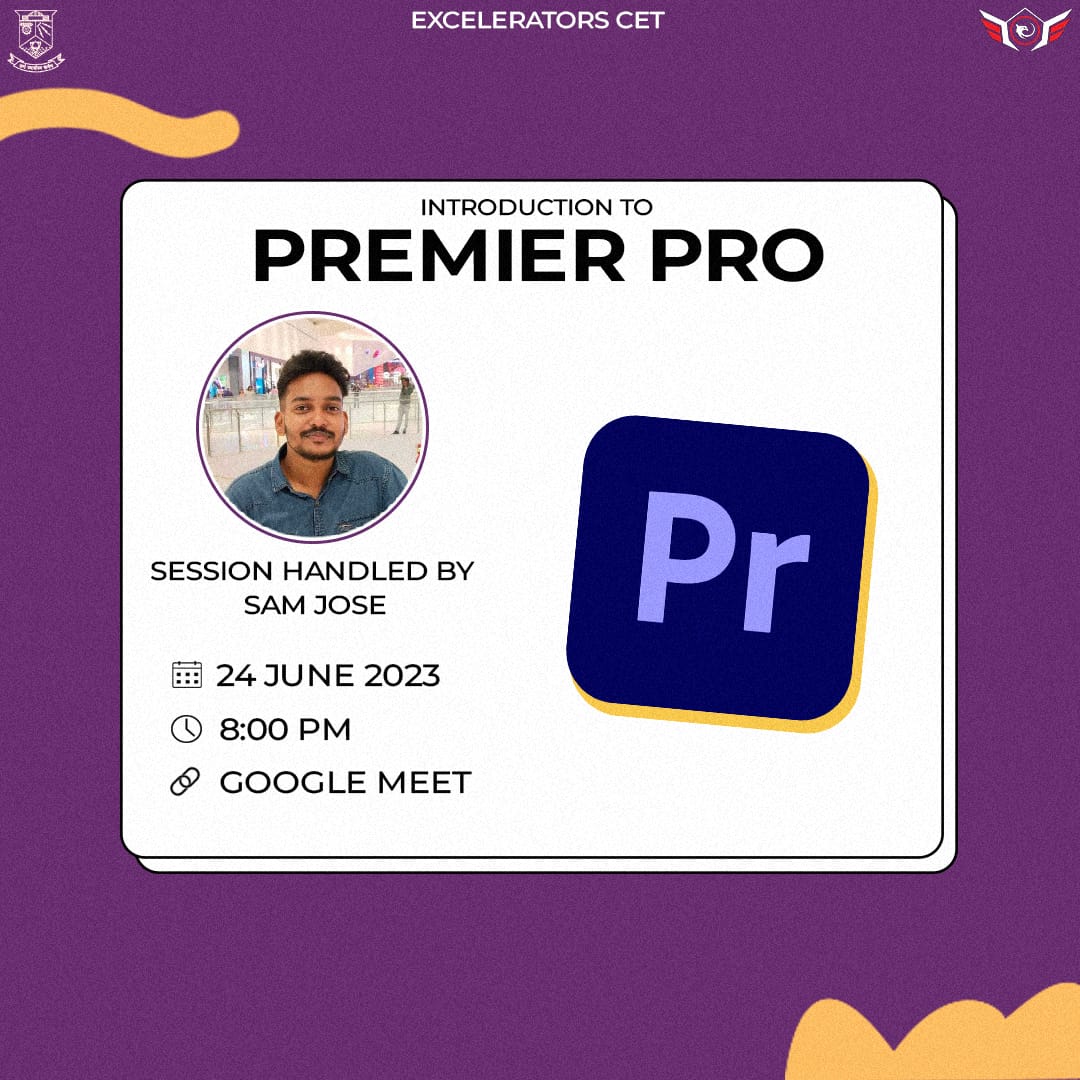 EXCELERATORS CET
INTRODUCTION TO
PREMIER PRO
SESSION HANDLED BY
SAM JOSE
24 JUNE 2023
8:00 PM
GOOGLE MEET
Pr